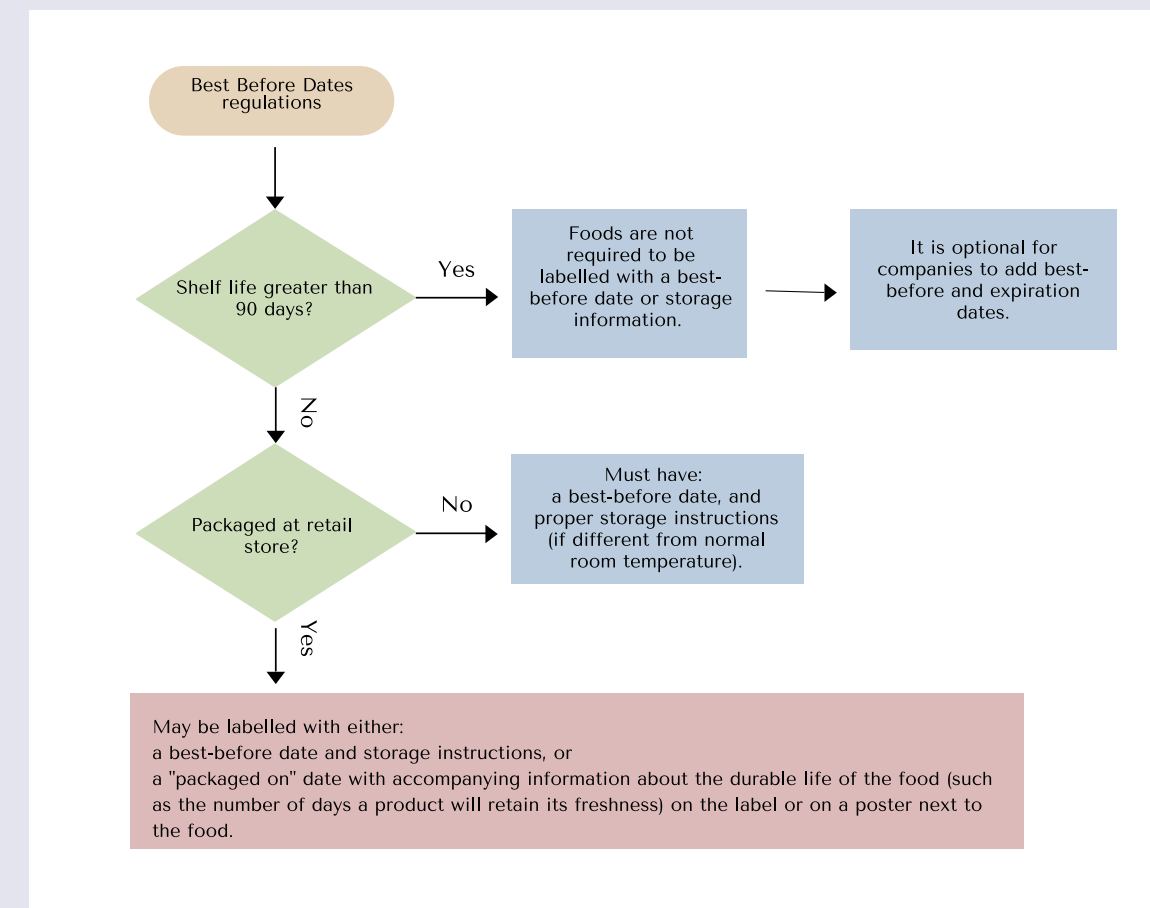 Best Before Dates
regulations
Shelf life greater than
90 days?
Yes
Foods are not
required to be
labelled with a best-
before date or storage
information.
It is optional for
companies to add best-
before and expiration
dates.
No
Packaged at retail
store?
No
Must have:
a best-before date, and
proper storage instructions
(if different from normal
room temperature).
Yes
May be labelled with either:
a best-before date and storage instructions, or
a "packaged on" date with accompanying information about the durable life of the food (such
as the number of days a product will retain its freshness) on the label or on a poster next to
the food.